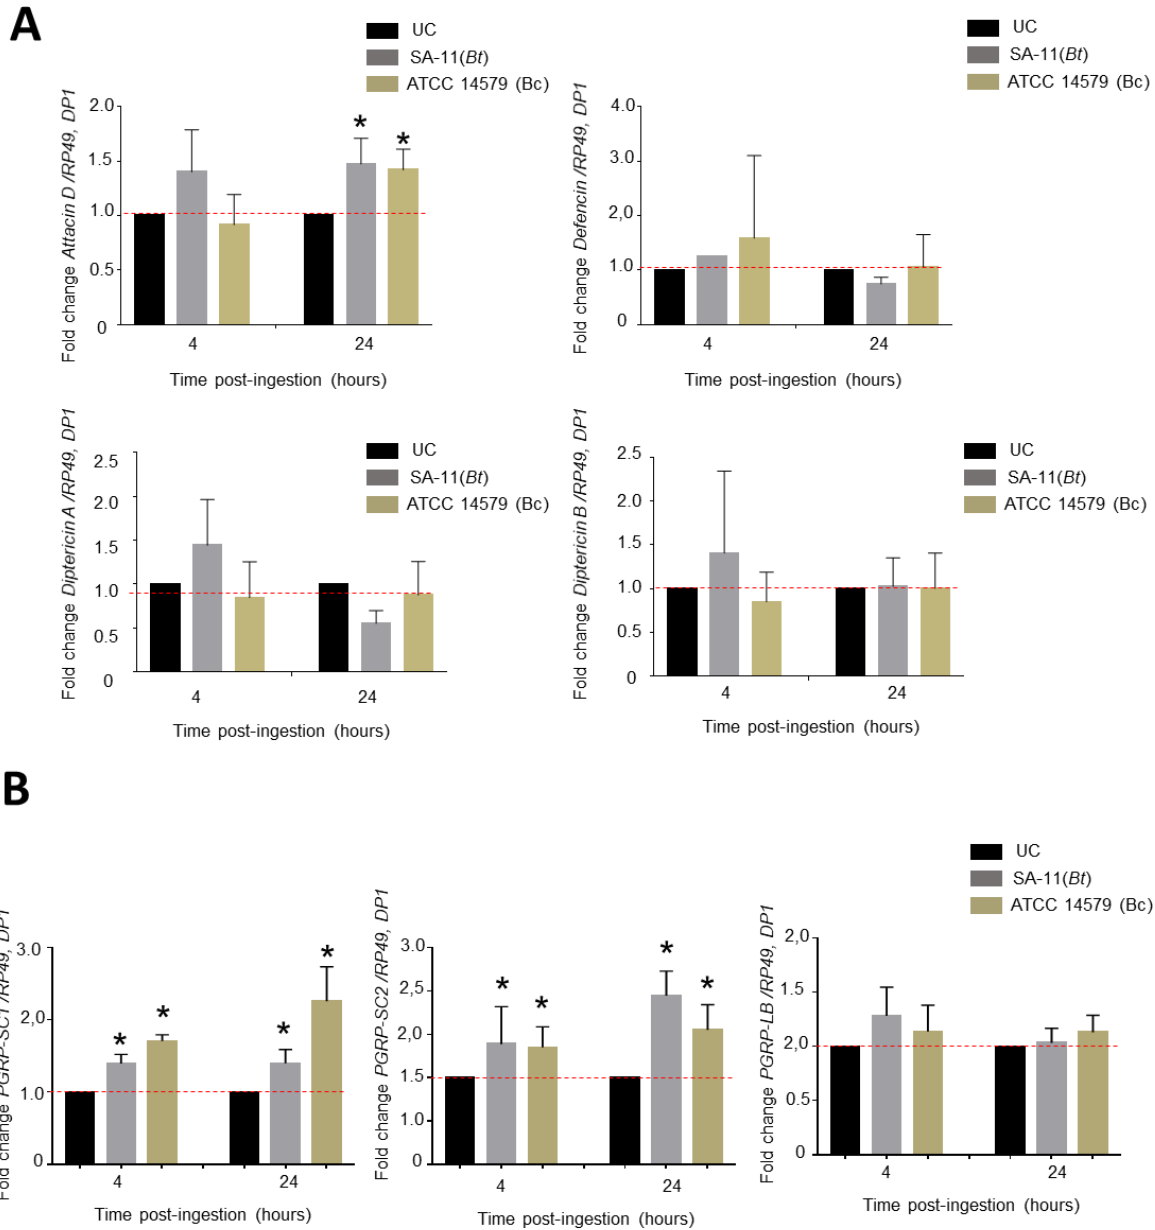 A
UC
SA-11(Bt)
ATCC 14579 (Bc)
Fold change Attacin D /RP49, DP1
2.0
1.5
1.0
0.5
0
* *
4 24
Time post-ingestion (hours)
UC
SA-11(Bt)
ATCC 14579 (Bc)
Fold change Defencin /RP49, DP1
4.0
3.0
2,0
1.0
0
4 24
Time post-ingestion (hours)
UC
SA-11(Bt)
ATCC 14579 (Bc)
Fold change Diptericin A /RP49, DP1
2.5
2.0
1.5
1.0
0.5
0
4 24
Time post-ingestion (hours)
UC
SA-11(Bt)
ATCC 14579 (Bc)
Fold change Diptericin B /RP49, DP1
2.5
2.0
1.5
1.0
0.5
0
4 24
Time post-ingestion (hours)
B
UC
SA-11(Bt)
ATCC 14579 (Bc)
Fold change PGRP-SC1 /RP49, DP1
3.0
2.0
1.0
0
* * * *
4 24
Time post-ingestion (hours)
Fold change PGRP-SC2 /RP49, DP1
3.0
2.5
2.0
1.5
1.0
0
* * * *
4 24
Time post-ingestion (hours)
Fold change PGRP-LB /RP49, DP1
2,0
1.5
2.0
0.5
0
4 24
Time post-ingestion (hours)